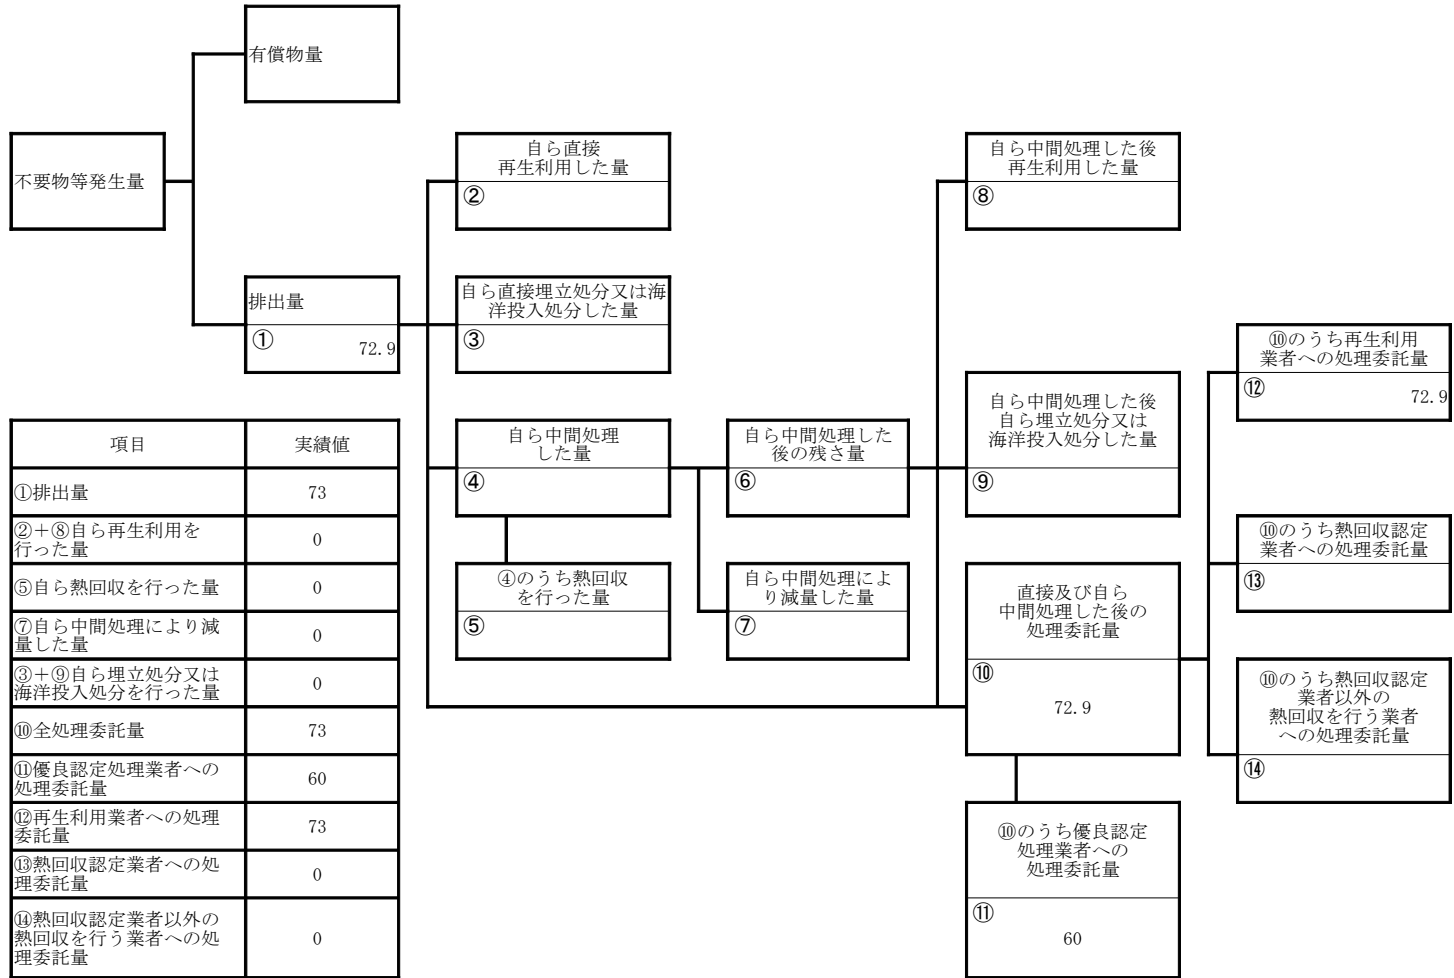 有償物量
不要物等発生量
排出量
①
72.9
自ら直接
再生利用した量
②
自ら直接埋立処分又は海
洋投入処分した量
③
自ら中間処理
した量
④
④のうち熱回収
を行った量
⑤
自ら中間処理した
後の残さ量
⑥
自ら中間処理によ
り減量した量
⑦
自ら中間処理した後
再生利用した量
⑧
自ら中間処理した後
自ら埋立処分又は
海洋投入処分した量
⑨
直接及び自ら
中間処理した後の
処理委託量
⑩
72.9
⑩のうち優良認定
処理業者への
処理委託量
⑪
60
⑩のうち再生利用
業者への処理委託量
⑫
72.9
⑩のうち熱回収認定
業者への処理委託量
⑬
⑩のうち熱回収認定
業者以外の
熱回収を行う業者
への処理委託量
⑭
項目 実績値
①排出量 73
②+⑧自ら再生利用を
行った量 0
⑤自ら熱回収を行った量 0
⑦自ら中間処理により減
量した量 0
③+⑨自ら埋立処分又は
海洋投入処分を行った量 0
⑩全処理委託量 73
⑪優良認定処理業者への
処理委託量 60
⑫再生利用業者への処理
委託量 73
⑬熱回収認定業者への処
理委託量 0
⑭熱回収認定業者以外の
熱回収を行う業者への処
理委託量 0